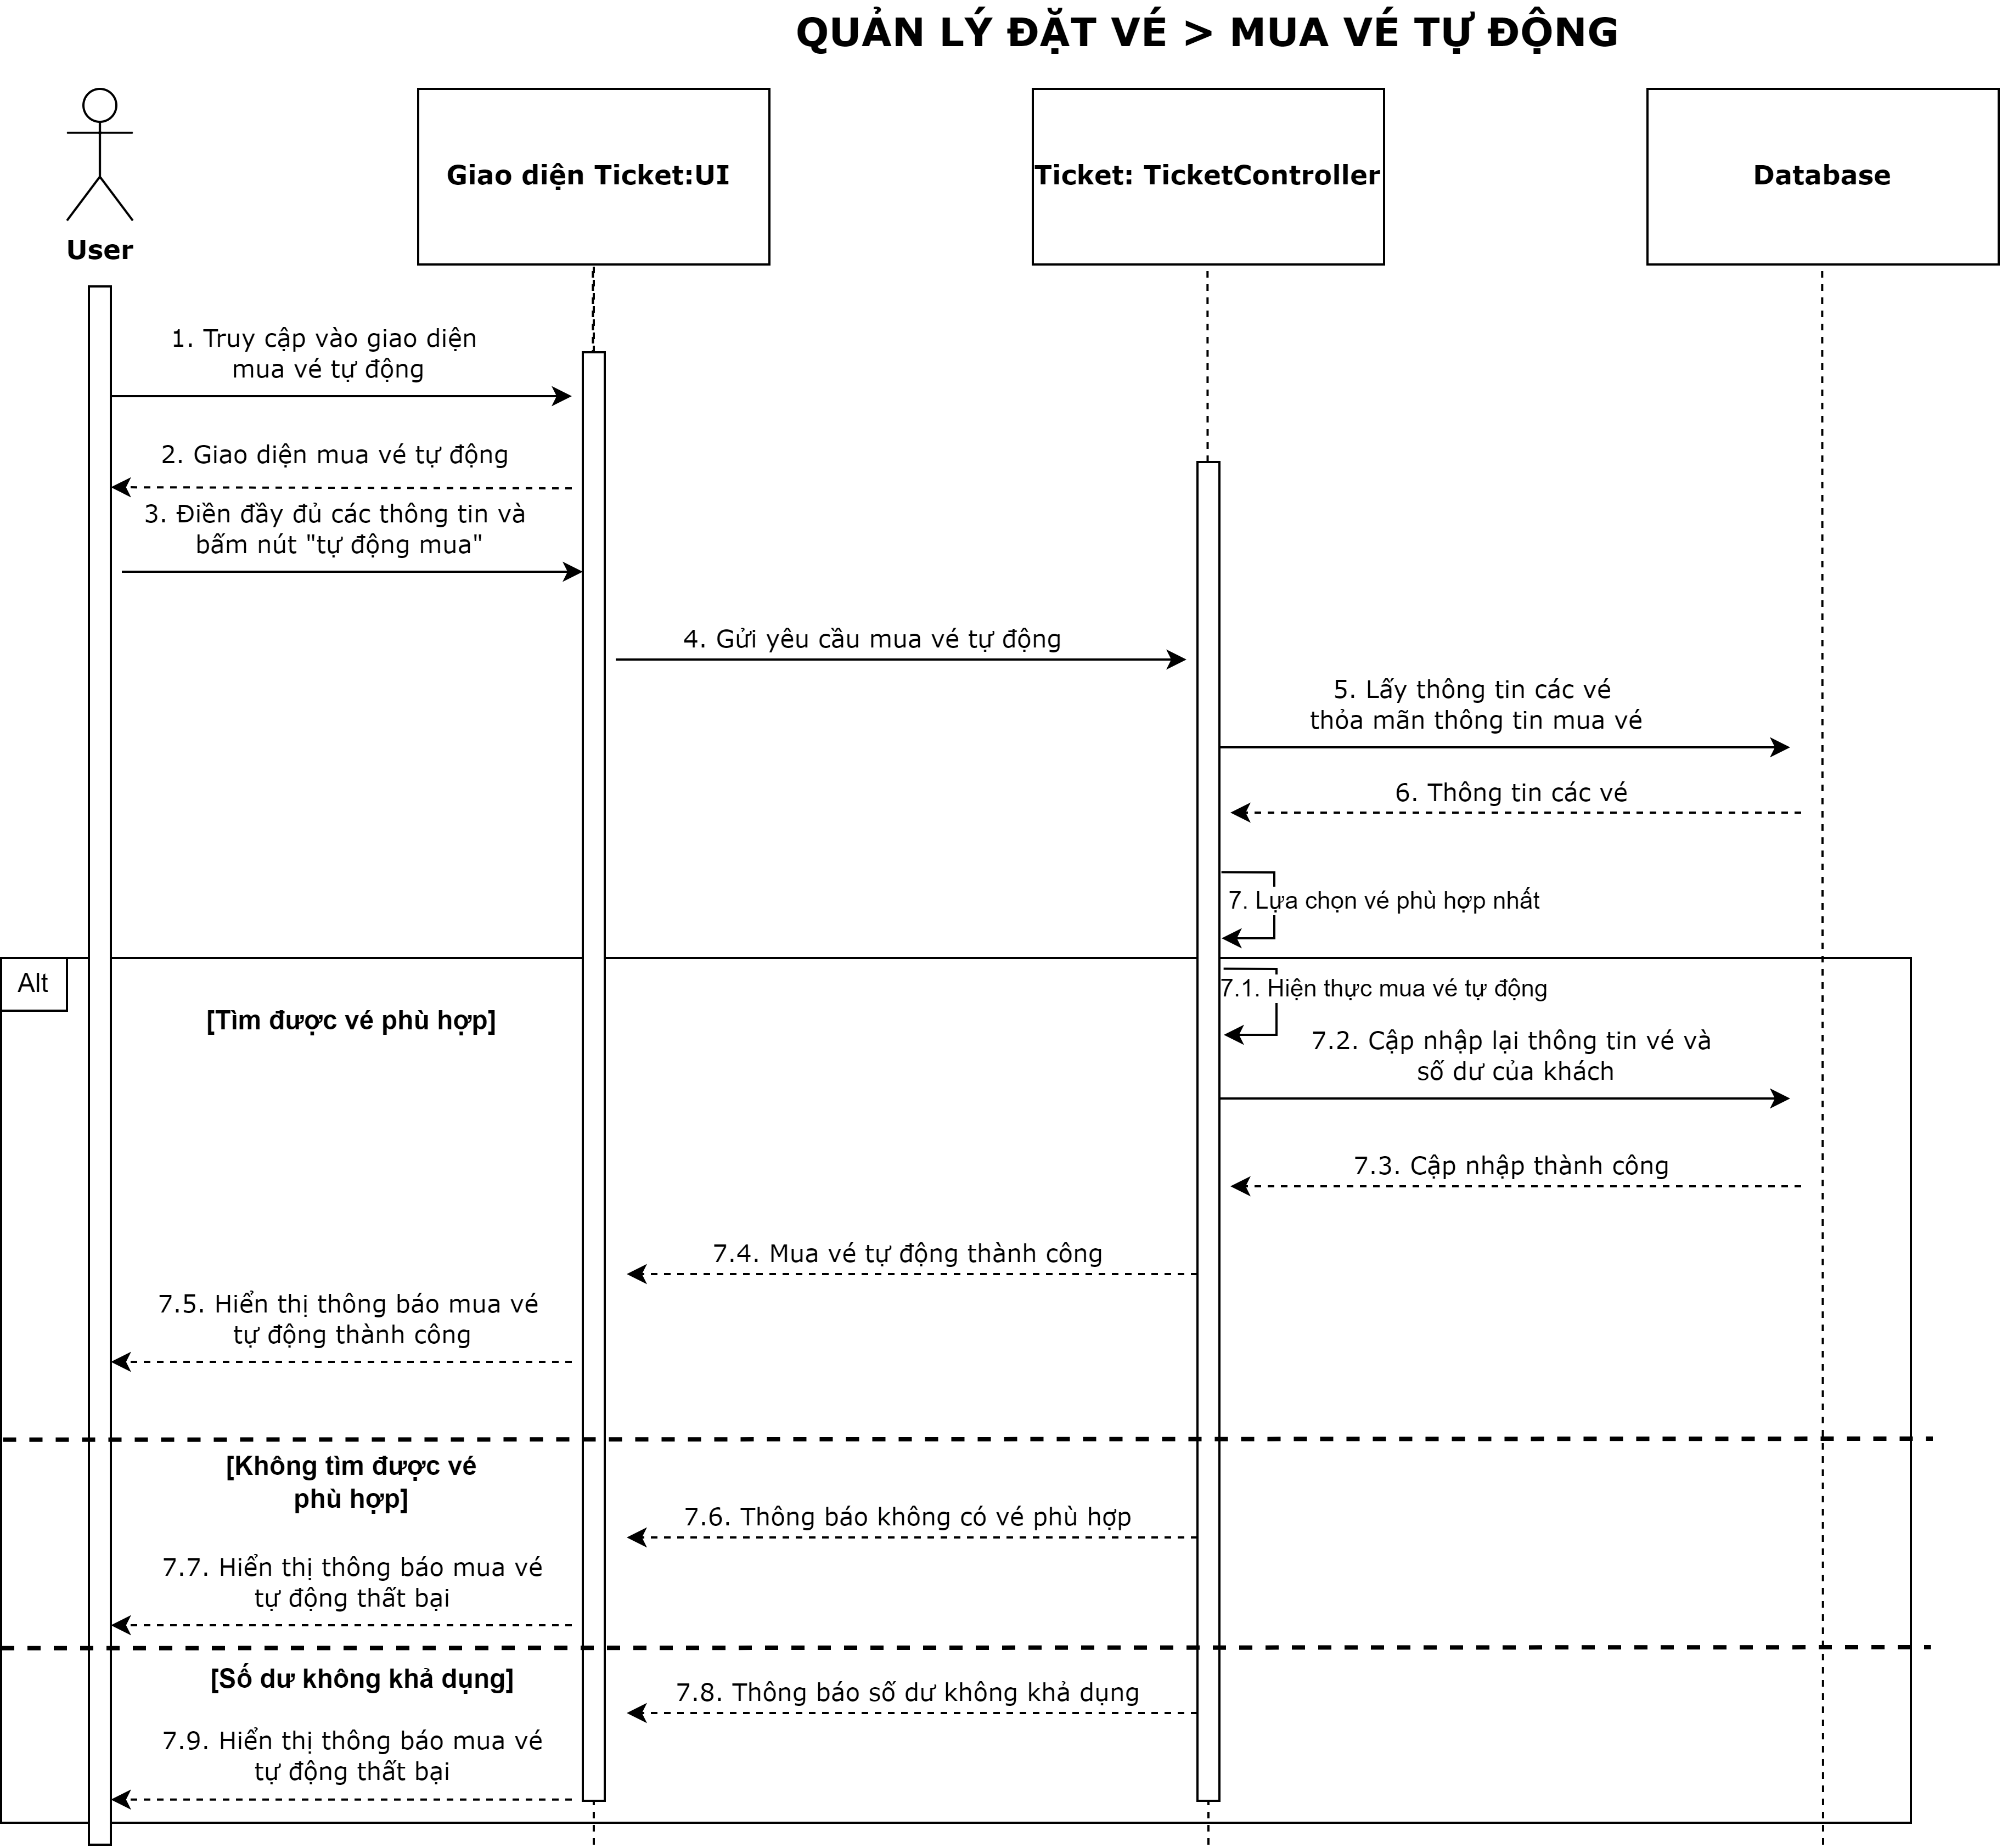 QUẢN LÝ ĐẶT VÉ > MUA VÉ TỰ ĐỘNG
User
Giao diện Ticket:UI
Ticket: TicketController
Database
1. Truy cập vào giao diện
mua vé tự động
2. Giao diện mua vé tự động
3. Điền đầy đủ các thông tin và
bấm nút "tự động mua"
4. Gửi yêu cầu mua vé tự động
5. Lấy thông tin các vé
thỏa mãn thông tin mua vé
6. Thông tin các vé
7. Lựa chọn vé phù hợp nhất
Alt
[Tìm được vé phù hợp]
7.1. Hiện thực mua vé tự động
7.2. Cập nhập lại thông tin vé và
số dư của khách
7.3. Cập nhập thành công
7.4. Mua vé tự động thành công
7.5. Hiển thị thông báo mua vé
tự động thành công
[Không tìm được vé
phù hợp]
7.6. Thông báo không có vé phù hợp
7.7. Hiển thị thông báo mua vé
tự động thất bại
[Số dư không khả dụng]
7.8. Thông báo số dư không khả dụng
7.9. Hiển thị thông báo mua vé
tự động thất bại